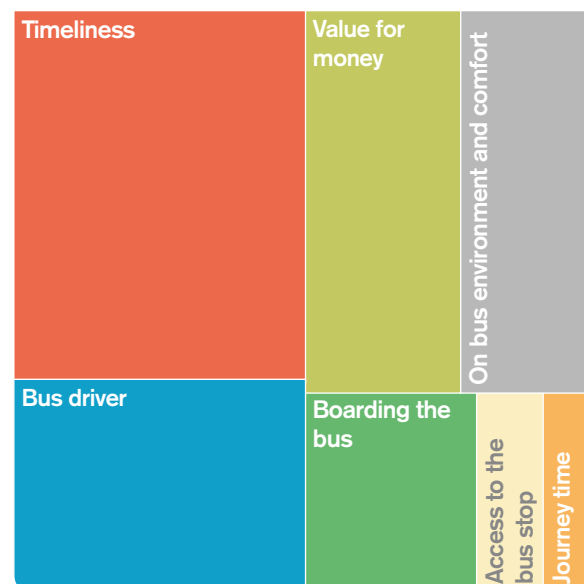 Timeliness
Value for
money
On bus environment and comfort
Bus driver
Boarding the
bus
Access to the
bus stop
Journey time